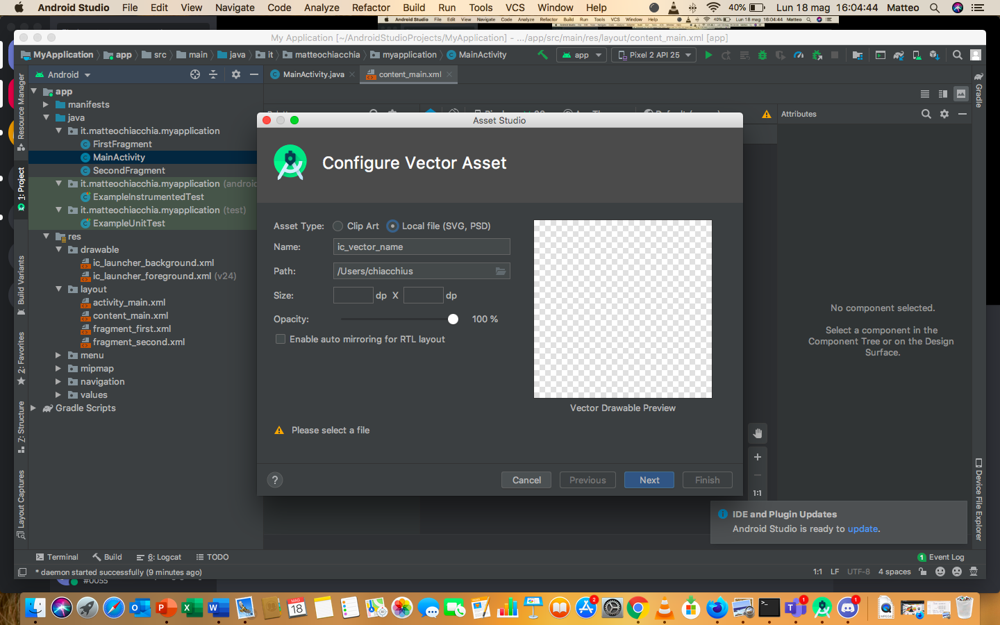 Android Studio File Edit View Navigate Code Analyze Refactor Build Run Tools VCS Window Help 40% Lun 18 mag 16:04:44 Matteo
My Application [~/AndroidStudioProjects/MyApplication] - .../app/src/main/res/layout/content_main.xml [app]
MyApplication app src main java it matteochiacchia myapplication MainActivity app Pixel 2 API 25
Android MainActivity.java content_main.xml
Resource Manager
1: Project
Build Variants
2: Favorites
7: Structure
Layout Captures
app
manifests
java
it.matteochiacchia.myapplication
FirstFragment
MainActivity
SecondFragment
it.matteochiacchia.myapplication (android
ExampleInstrumentedTest
it.matteochiacchia.myapplication (test)
ExampleUnitTest
res
drawable
ic_launcher_background.xml
ic_launcher_foreground.xml (v24)
layout
activity_main.xml
content_main.xml
fragment_first.xml
fragment_second.xml
menu
mipmap
navigation
values
Gradle Scripts
Asset Studio
Configure Vector Asset
Asset Type: Clip Art Local file (SVG, PSD)
Name: ic_vector_name
Path: /Users/chiacchius
Size: dp X dp
Opacity: 100 %
Enable auto mirroring for RTL layout
Vector Drawable Preview
Please select a file
? Cancel Previous Next Finish
Attributes
No component selected.
Select a component in the
Component Tree or on the Design
Surface.
1:1
Gradle
Device File Explorer
IDE and Plugin Updates
Android Studio is ready to update.
Terminal Build 6: Logcat TODO 1 Event Log
* daemon started successfully (9 minutes ago) 1:1 LF UTF-8 4 spaces
#0055
MAG
18
2
1
1